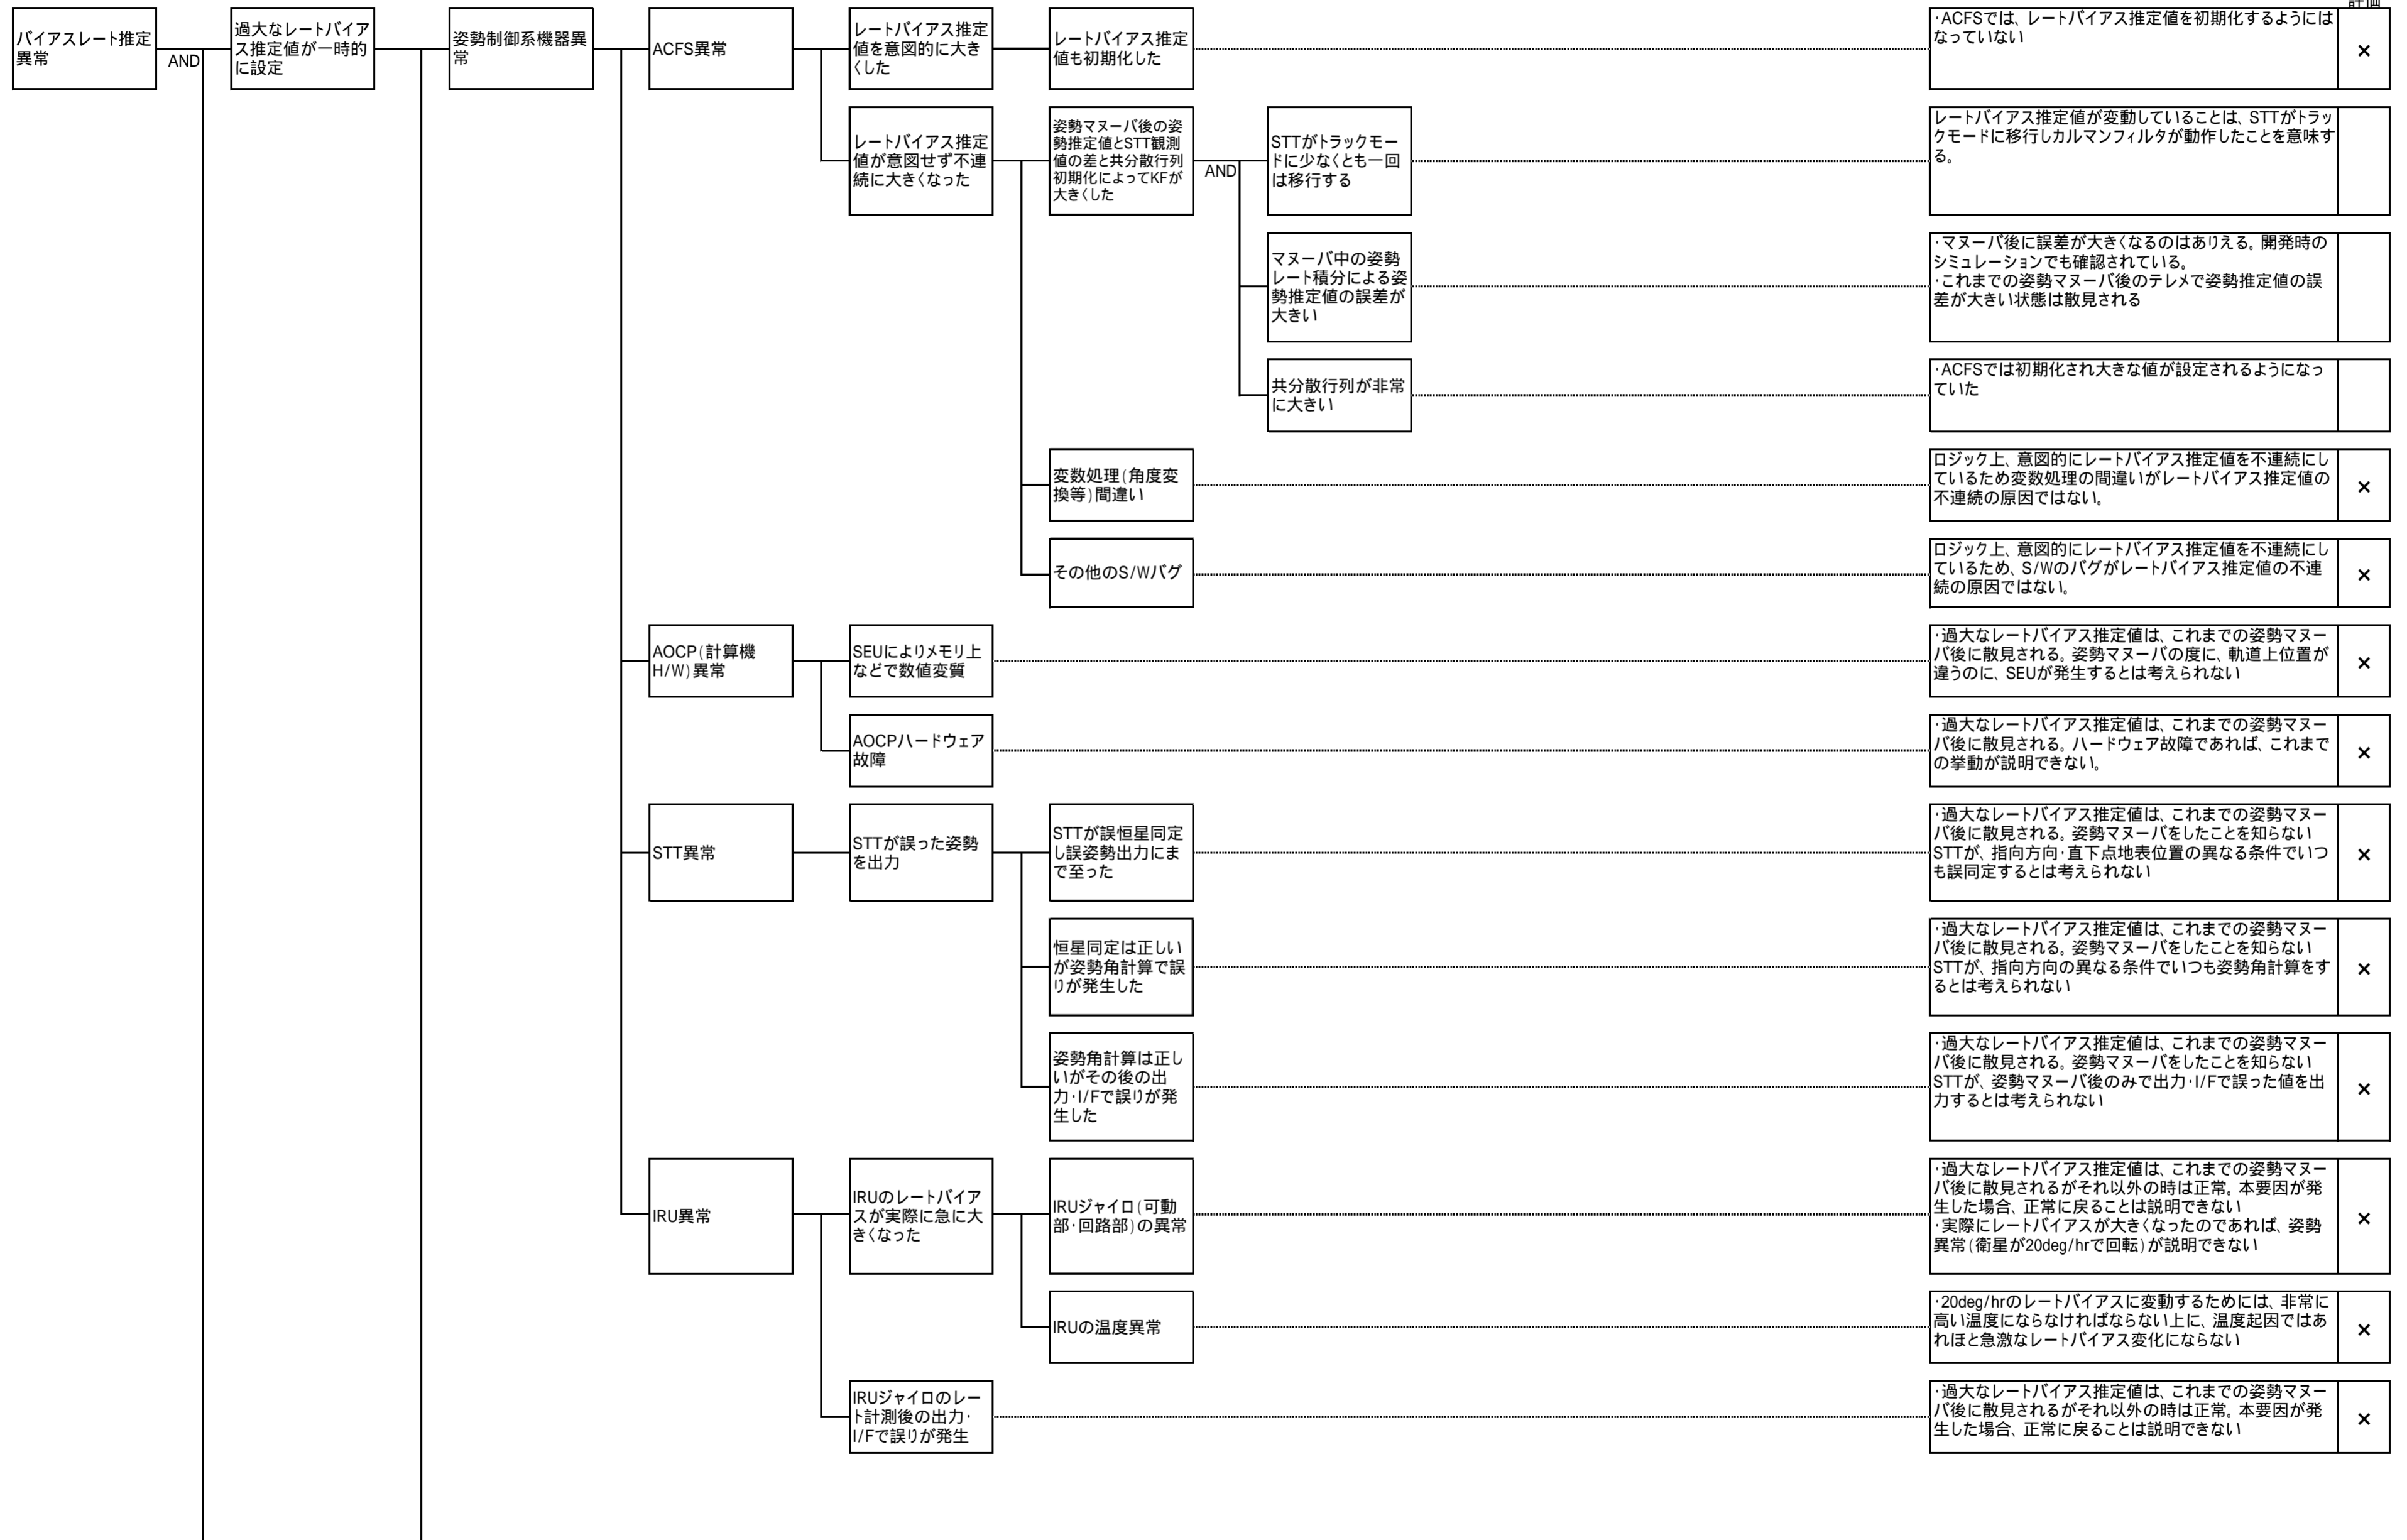 評価
バイアスレート推定
異常
AND
過大なレートバイア
ス推定値が一時的
に設定
姿勢制御系機器異
常
ACFS異常
レートバイアス推定
値を意図的に大き
くした
レートバイアス推定
値も初期化した
・ACFSでは、レートバイアス推定値を初期化するようには
なっていない
×
レートバイアス推定
値が意図せず不連
続に大きくなった
姿勢マヌーバ後の姿
勢推定値とSTT観測
値の差と共分散行列
初期化によってKFが
大きくした
AND
STTがトラックモー
ドに少なくとも一回
は移行する
レートバイアス推定値が変動していることは、STTがトラッ
クモードに移行しカルマンフィルタが動作したことを意味す
る。
マヌーバ中の姿勢
レート積分による姿
勢推定値の誤差が
大きい
・マヌーバ後に誤差が大きくなるのはありえる。開発時の
シミュレーションでも確認されている。
・これまでの姿勢マヌーバ後のテレメで姿勢推定値の誤
差が大きい状態は散見される
共分散行列が非常
に大きい
・ACFSでは初期化され大きな値が設定されるようになっ
ていた
変数処理(角度変
換等)間違い
ロジック上、意図的にレートバイアス推定値を不連続にし
ているため変数処理の間違いがレートバイアス推定値の
不連続の原因ではない。
×
その他のS/Wバグ
ロジック上、意図的にレートバイアス推定値を不連続にし
ているため、S/Wのバグがレートバイアス推定値の不連
続の原因ではない。
×
AOCP(計算機
H/W)異常
SEUによりメモリ上
などで数値変質
・過大なレートバイアス推定値は、これまでの姿勢マヌー
バ後に散見される。姿勢マヌーバの度に、軌道上位置が
違うのに、SEUが発生するとは考えられない
×
AOCPハードウェア
故障
・過大なレートバイアス推定値は、これまでの姿勢マヌー
バ後に散見される。ハードウェア故障であれば、これまで
の挙動が説明できない。
×
STT異常
STTが誤った姿勢
を出力
STTが誤恒星同定
し誤姿勢出力にま
で至った
・過大なレートバイアス推定値は、これまでの姿勢マヌー
バ後に散見される。姿勢マヌーバをしたことを知らない
STTが、指向方向・直下点地表位置の異なる条件でいつ
も誤同定するとは考えられない
×
恒星同定は正しい
が姿勢角計算で誤
りが発生した
・過大なレートバイアス推定値は、これまでの姿勢マヌー
バ後に散見される。姿勢マヌーバをしたことを知らない
STTが、指向方向の異なる条件でいつも姿勢角計算をす
るとは考えられない
×
姿勢角計算は正し
いがその後の出
力・I/Fで誤りが発
生した
・過大なレートバイアス推定値は、これまでの姿勢マヌー
バ後に散見される。姿勢マヌーバをしたことを知らない
STTが、姿勢マヌーバ後のみで出力・I/Fで誤った値を出
力するとは考えられない
×
IRU異常
IRUのレートバイア
スが実際に急に大
きくなった
IRUジャイロ(可動
部・回路部)の異常
・過大なレートバイアス推定値は、これまでの姿勢マヌー
バ後に散見されるがそれ以外の時は正常。本要因が発
生した場合、正常に戻ることは説明できない
・実際にレートバイアスが大きくなったのであれば、姿勢
異常(衛星が20deg/hrで回転)が説明できない
×
IRUの温度異常
・20deg/hrのレートバイアスに変動するためには、非常に
高い温度にならなければならない上に、温度起因ではあ
れほと急激なレートバイアス変化にならない
×
IRUジャイロのレー
ト計測後の出力・
I/Fで誤りが発生
・過大なレートバイアス推定値は、これまでの姿勢マヌー
バ後に散見されるがそれ以外の時は正常。本要因が発
生した場合、正常に戻ることは説明できない
×